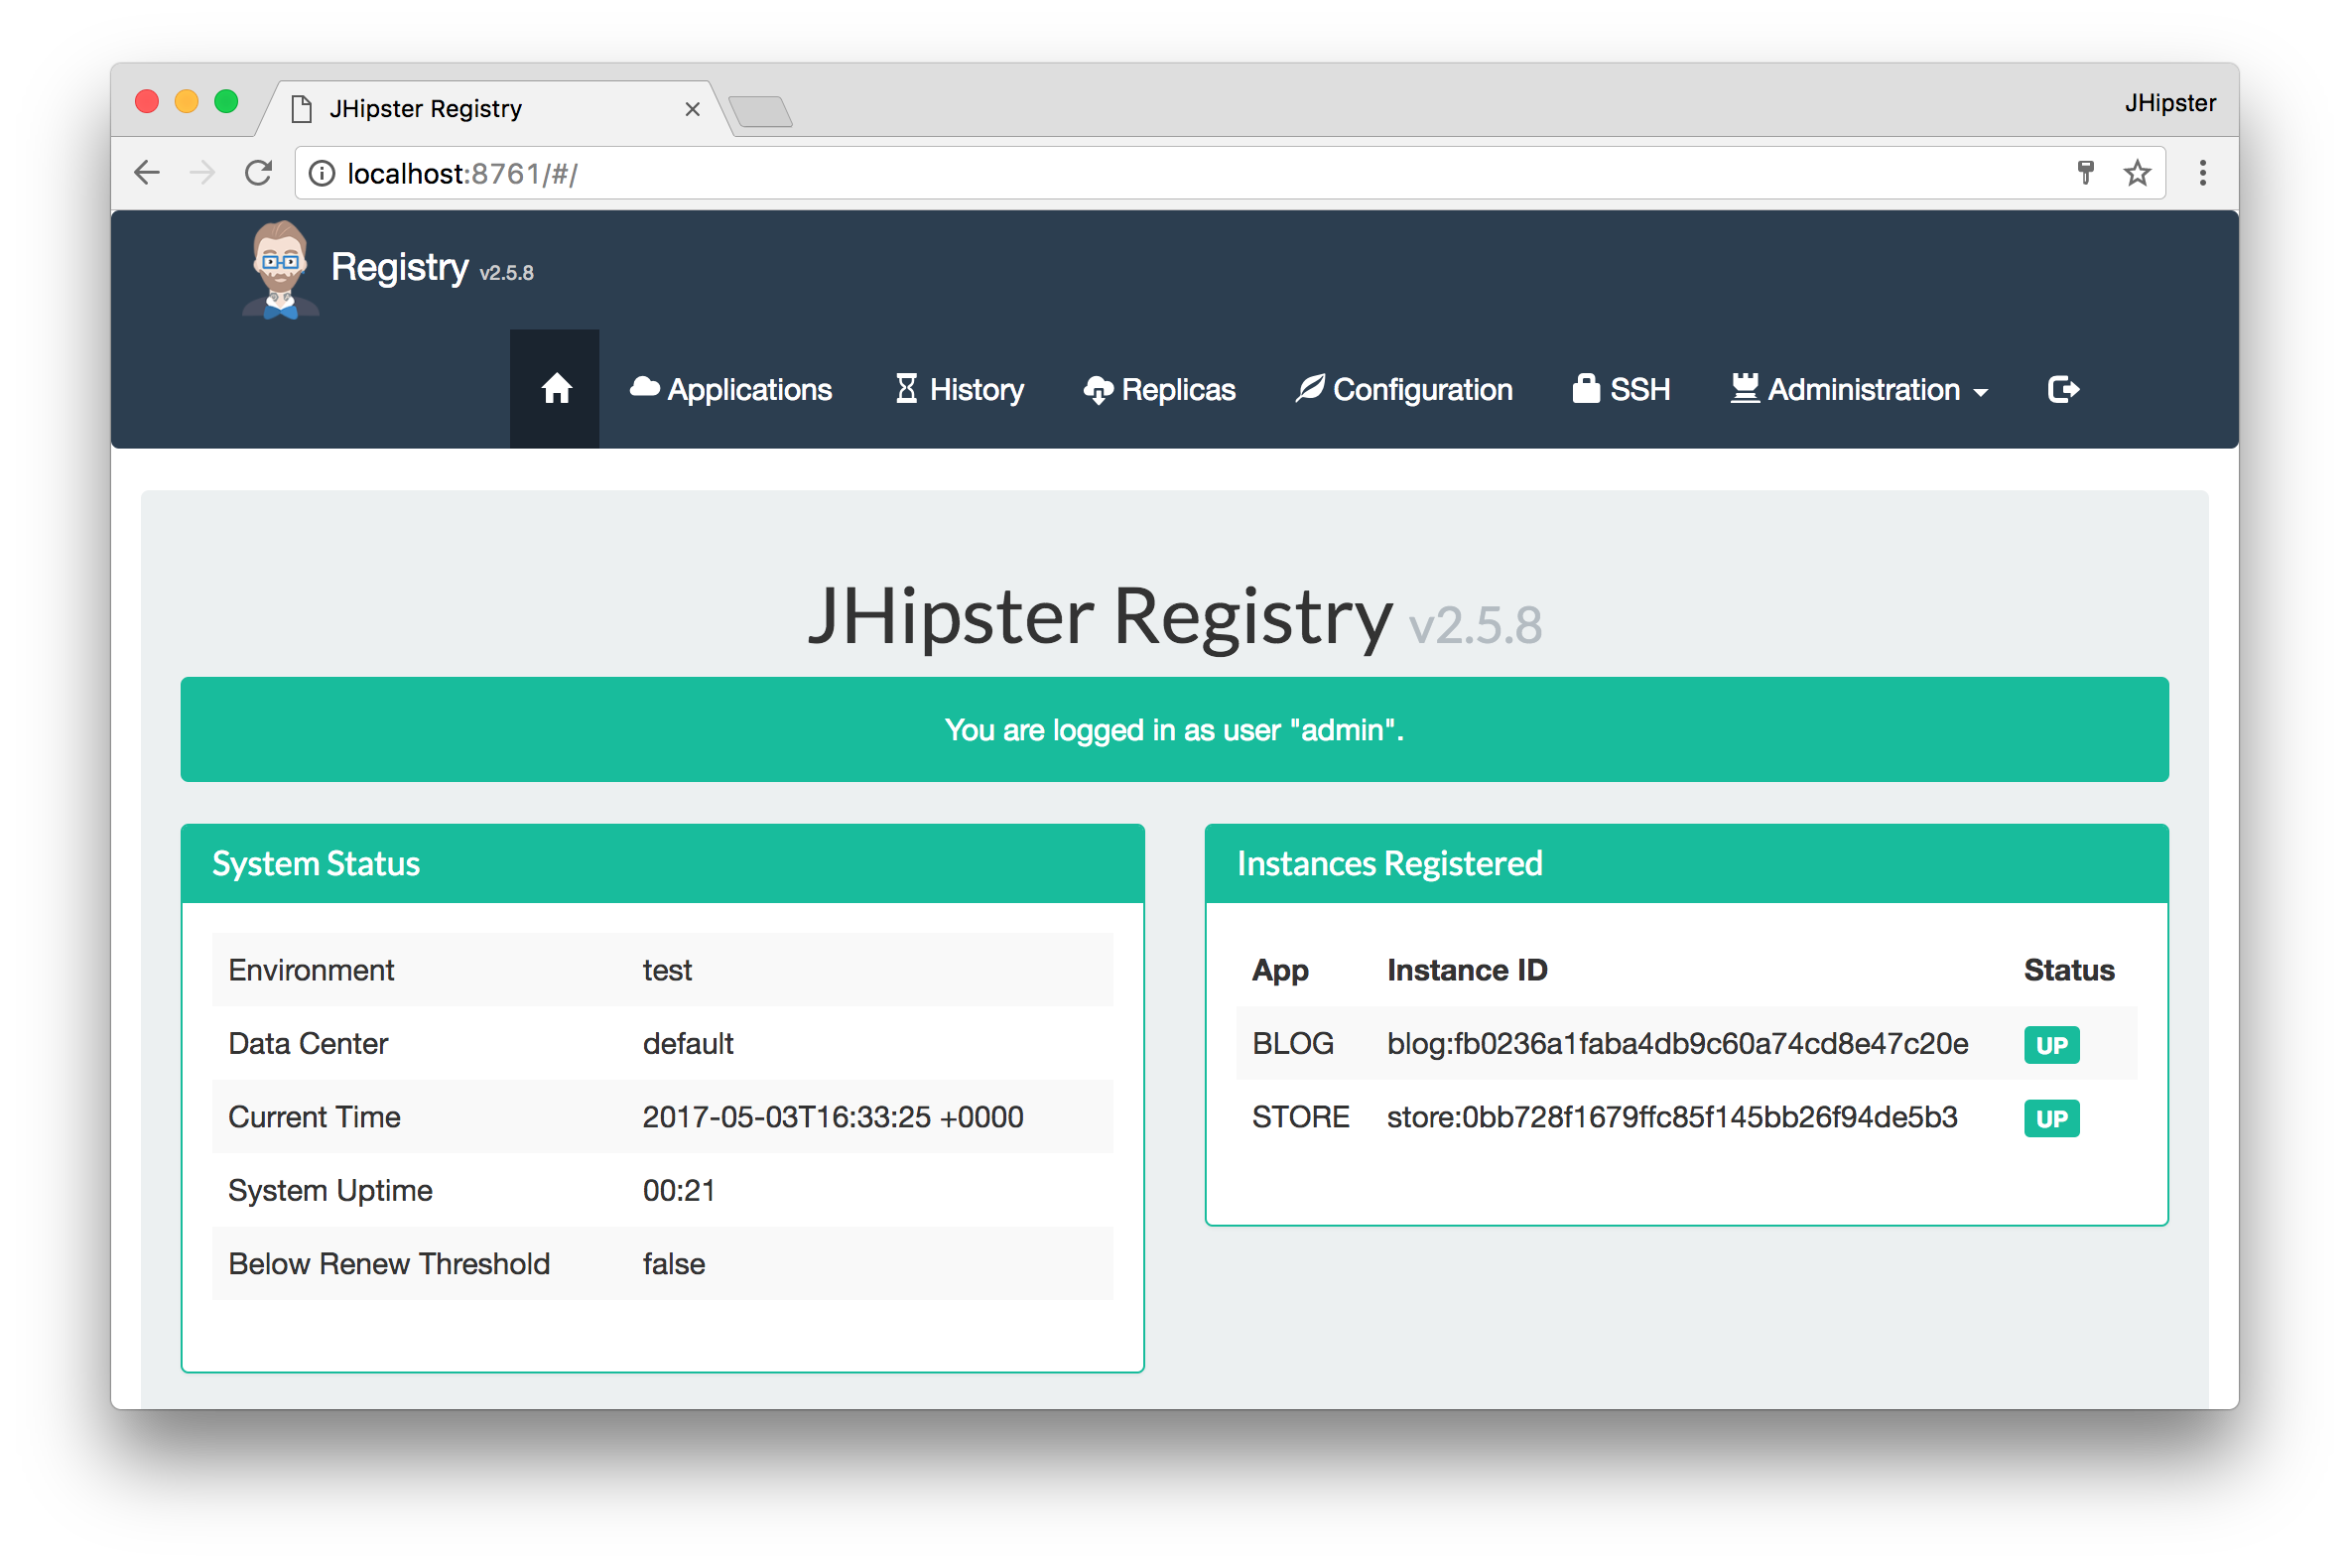 JHipster Registry
JHipster
localhost:8761/#/
Registry v2.5.8
Applications History Replicas Configuration SSH Administration
JHipster Registry v2.5.8
You are logged in as user "admin".
System Status
Environment test
Data Center default
Current Time 2017-05-03T16:33:25 +0000
System Uptime 00:21
Below Renew Threshold false
Instances Registered
App Instance ID Status
BLOG blog:fb0236a1faba4db9c60a74cd8e47c20e UP
STORE store:0bb728f1679ffc85f145bb26f94de5b3 UP